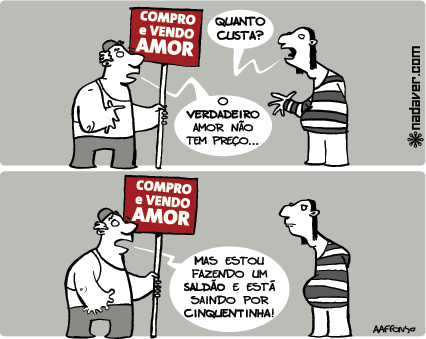 COMPRO
e VENDO
AMOR
QUANTO
CUSTA?
O
VERDADEIRO
AMOR NÃO
TEM PREÇO...
nadaver.com
COMPRO
e VENDO
AMOR
MAS ESTOU
FAZENDO UM
SALDÃO E ESTÁ
SAINDO POR
CINQUENTINHA!
AAFFONSO